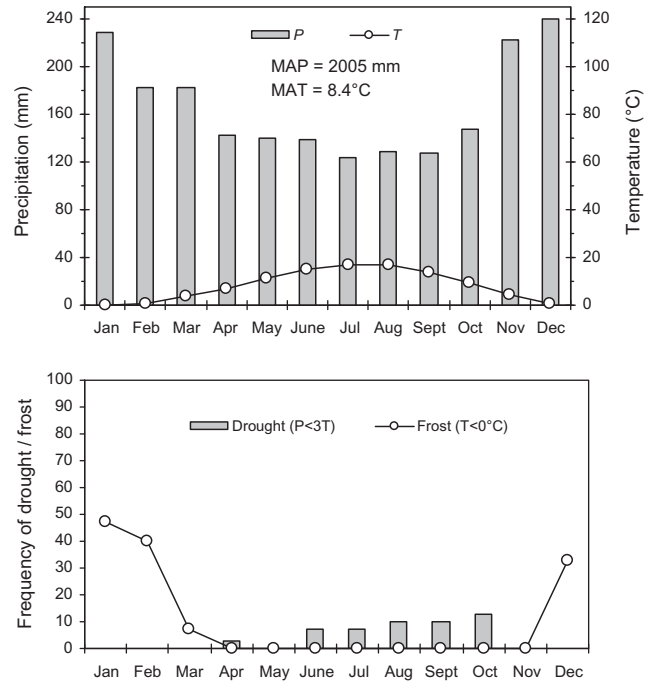 240
200
160
120
80
40
0
Precipitation (mm)
P T
MAP = 2005 mm
MAT = 8.4°C
120
100
80
60
40
20
0
Temperature (°C)
Jan Feb Mar Apr May June Jul Aug Sept Oct Nov Dec
100
90
80
70
60
50
40
30
20
10
0
Frequency of drought / frost
Drought (P<3T) Frost (T<0°C)
Jan Feb Mar Apr May June Jul Aug Sept Oct Nov Dec